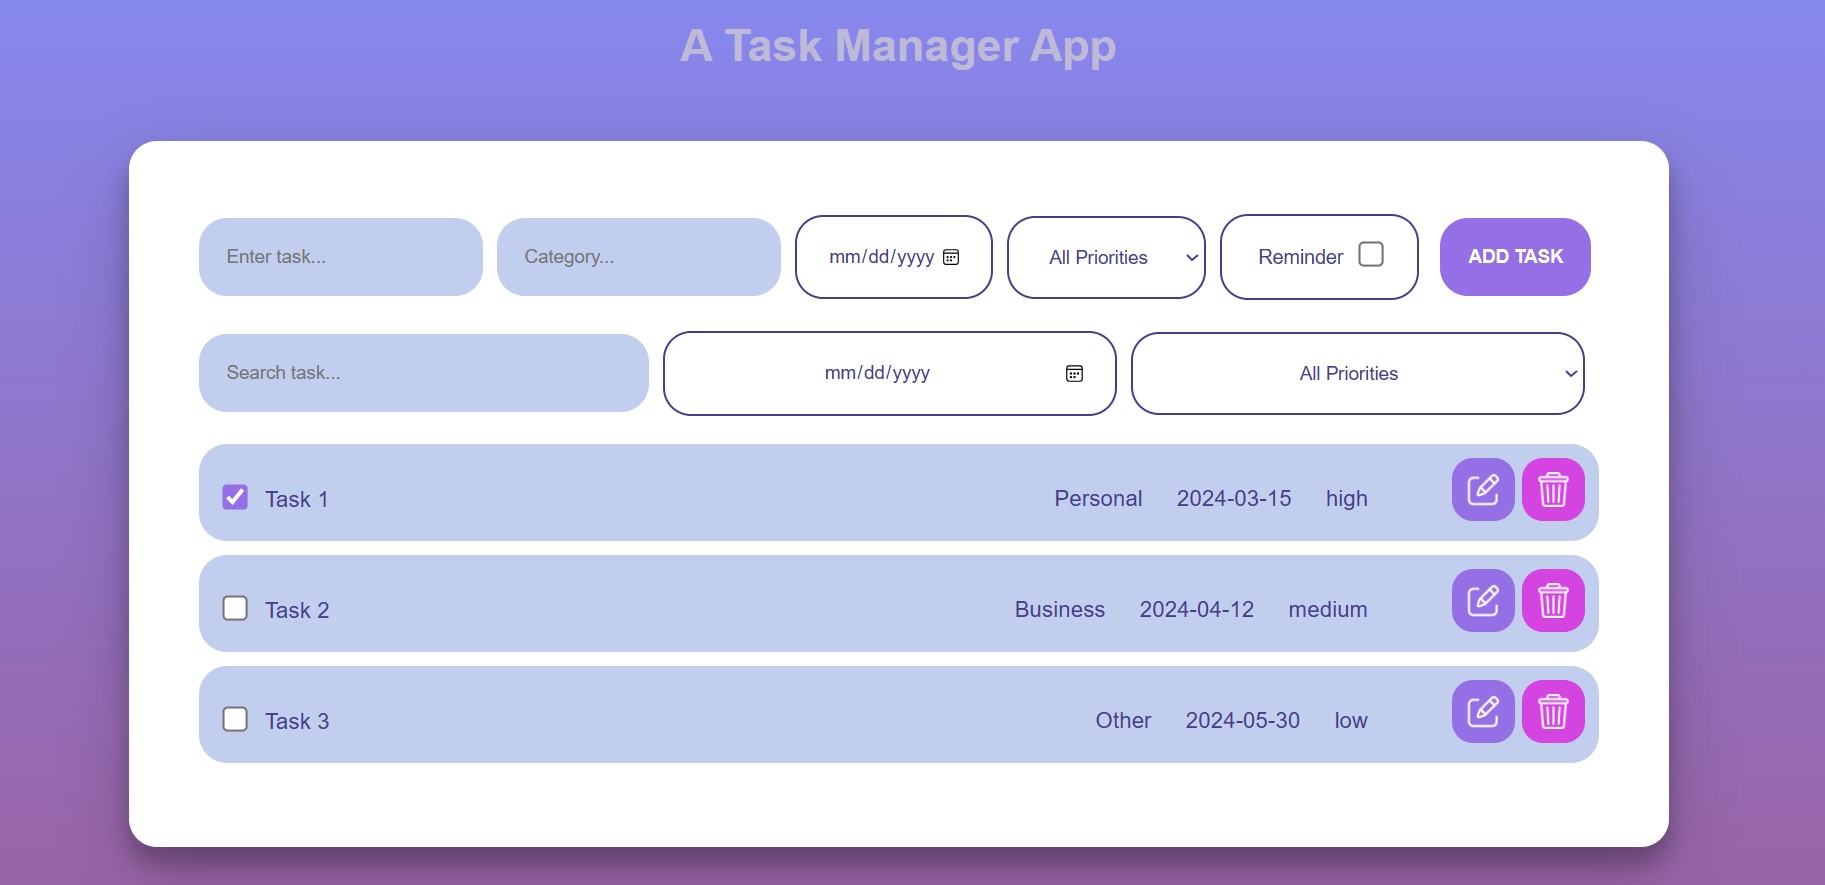 A Task Manager App
Enter task... Category... mm/dd/yyyy All Priorities Reminder ADD TASK
Search task... mm/dd/yyyy All Priorities
Task 1 Personal 2024-03-15 high
Task 2 Business 2024-04-12 medium
Task 3 Other 2024-05-30 low